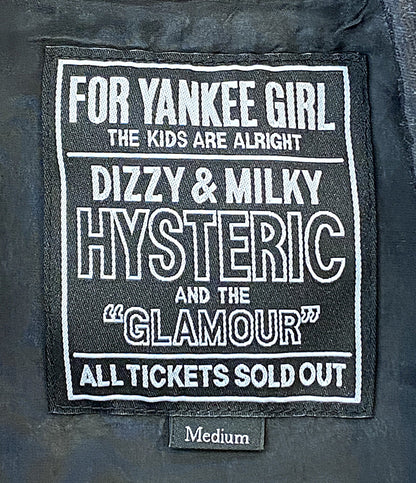 FOR YANKEE GIRL
THE KIDS ARE ALRIGHT
DIZZY & MILKY
HYSTERIC
AND THE
"GLAMOUR"
ALL TICKETS SOLD OUT
Medium